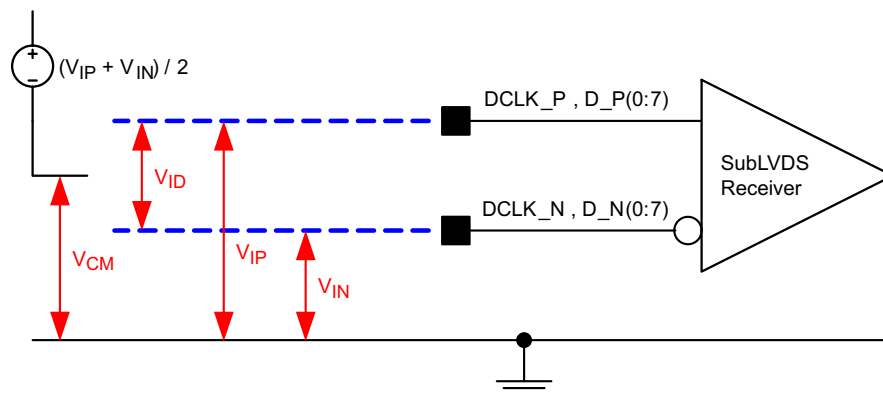 +
−
(VIP + VIN) / 2
DCLK_P , D_P(0:7)
SubLVDS
Receiver
VID
DCLK_N , D_N(0:7)
VCM
VIP
VIN